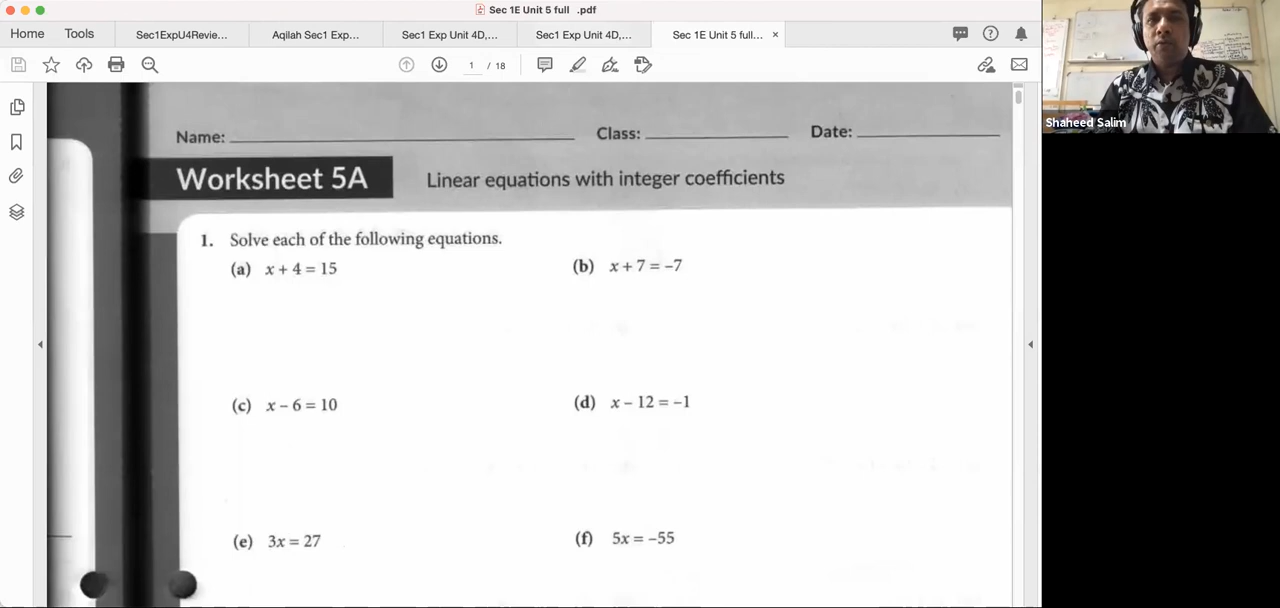 Sec 1E Unit 5 full .pdf
Home Tools Sec1ExpU4Revie... Aqilah Sec1 Exp... Sec1 Exp Unit 4D,... Sec1 Exp Unit 4D,... Sec 1E Unit 5 full... ×
1 / 18
Shaheed Salim
Name: Class: Date:
Worksheet 5A Linear equations with integer coefficients
1. Solve each of the following equations.
(a) x + 4 = 15 (b) x + 7 = –7
(c) x – 6 = 10 (d) x – 12 = –1
(e) 3x = 27 (f) 5x = –55